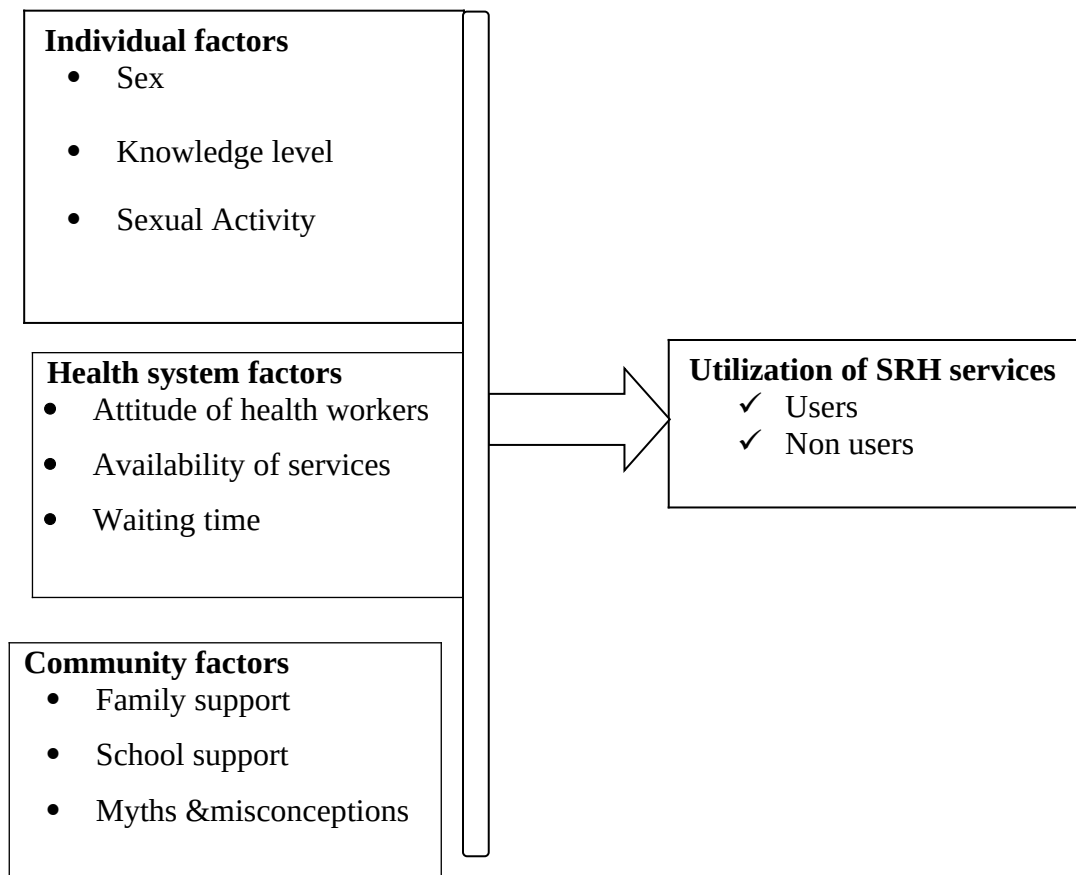 Individual factors
• Sex
• Knowledge level
• Sexual Activity
Health system factors
• Attitude of health workers
• Availability of services
• Waiting time
Community factors
• Family support
• School support
• Myths &misconceptions
Utilization of SRH services
✓ Users
✓ Non users